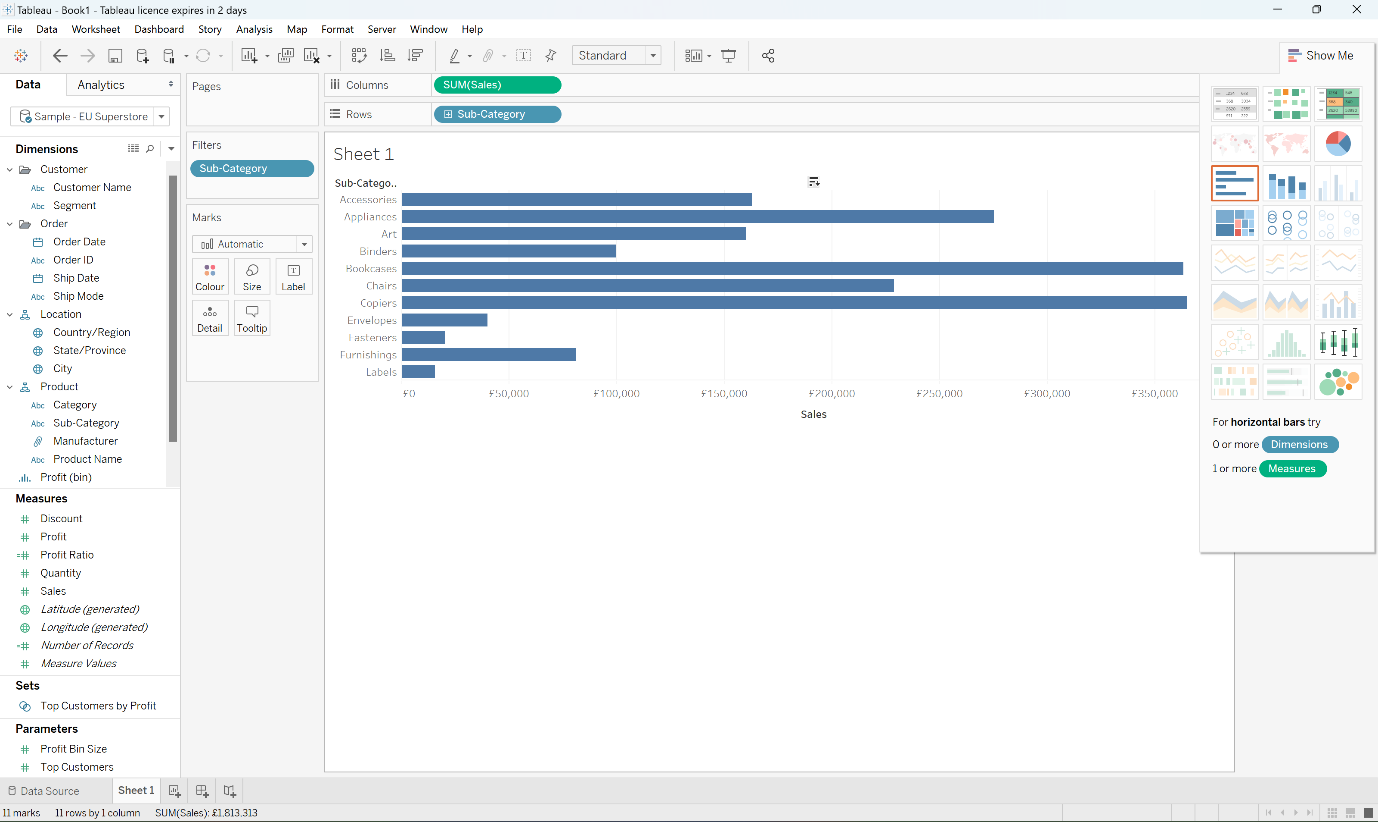 Tableau - Book1 - Tableau licence expires in 2 days
File Data Worksheet Dashboard Story Analysis Map Format Server Window Help
Standard
Show Me
Data Analytics
Sample - EU Superstore
Dimensions
Customer
Abc Customer Name
Abc Segment
Order
Order Date
Abc Order ID
Ship Date
Abc Ship Mode
Location
Country/Region
State/Province
City
Product
Abc Category
Abc Sub-Category
Manufacturer
Abc Product Name
Profit (bin)
Measures
# Discount
# Profit
=# Profit Ratio
# Quantity
# Sales
Latitude (generated)
Longitude (generated)
=# Number of Records
# Measure Values
Sets
Top Customers by Profit
Parameters
# Profit Bin Size
# Top Customers
Pages
Filters
Sub-Category
Marks
Automatic
Colour Size Label
Detail Tooltip
Columns SUM(Sales)
Rows Sub-Category
Sheet 1
Sub-Catego..
Accessories
Appliances
Art
Binders
Bookcases
Chairs
Copiers
Envelopes
Fasteners
Furnishings
Labels
£0 £50,000 £100,000 £150,000 £200,000 £250,000 £300,000 £350,000
Sales
For horizontal bars try
0 or more Dimensions
1 or more Measures
Data Source Sheet 1
11 marks 11 rows by 1 column SUM(Sales): £1,813,313